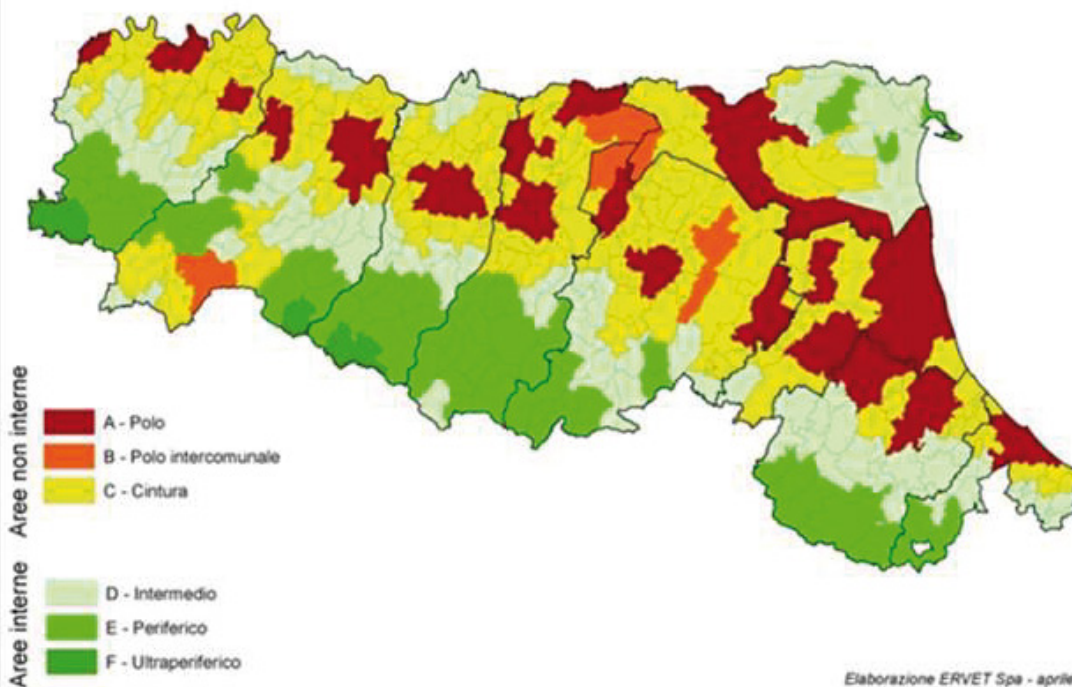 Aree non interne
A - Polo
B - Polo intercomunale
C - Cintura
Aree interne
D - Intermedio
E - Periferico
F - Ultraperiferico
Elaborazione ERVET Spa - aprile